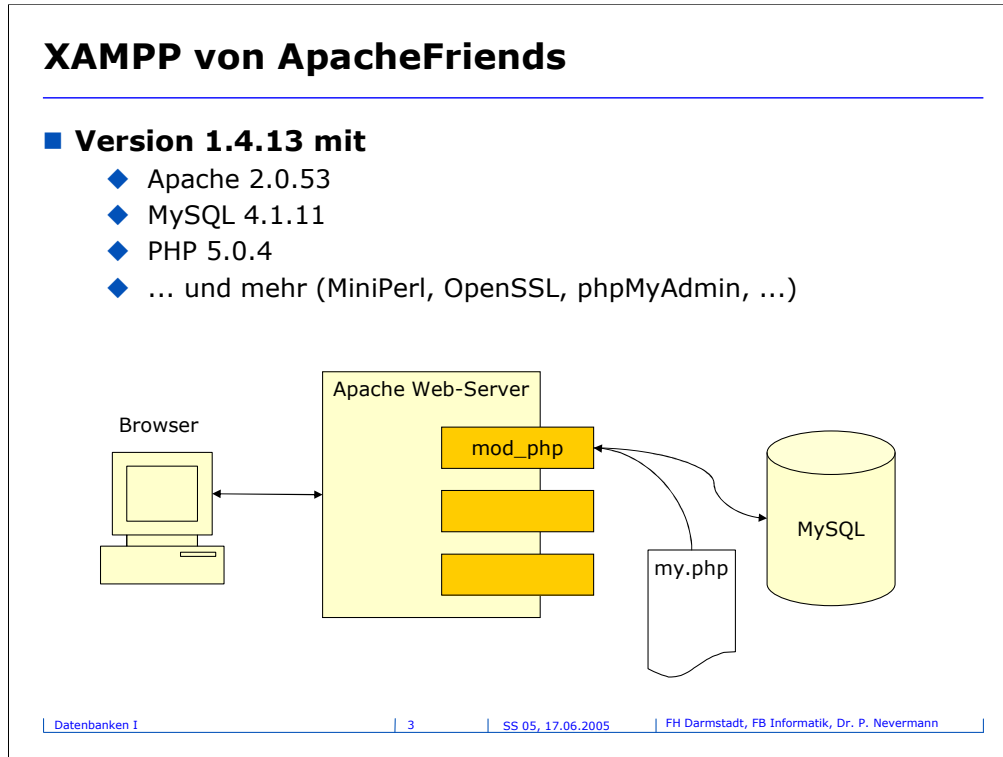 XAMPP von ApacheFriends
Version 1.4.13 mit
Apache 2.0.53
MySQL 4.1.11
PHP 5.0.4
... und mehr (MiniPerl, OpenSSL, phpMyAdmin, ...)
Apache Web-Server
Browser
mod_php
MySQL
my.php
Datenbanken I
3
SS 05, 17.06.2005
FH Darmstadt, FB Informatik, Dr. P. Nevermann